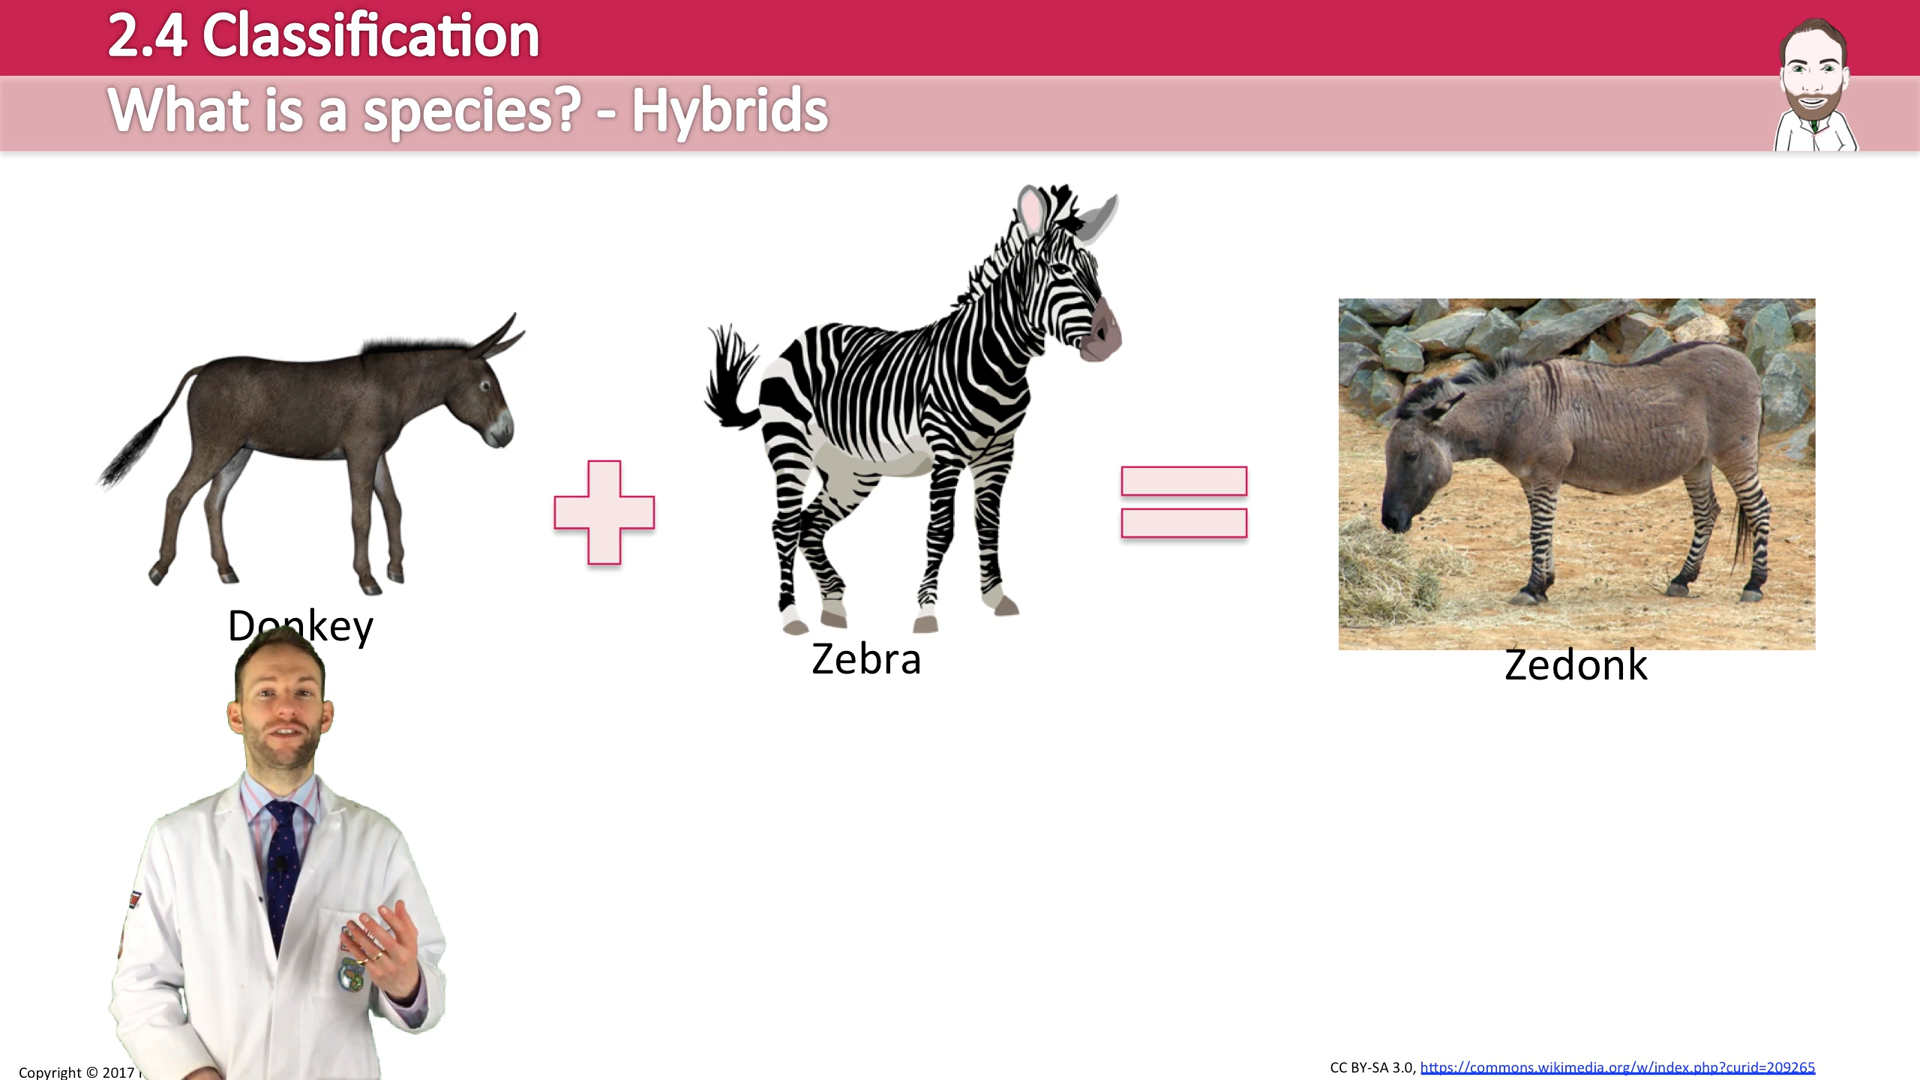 2.4 Classification
What is a species? - Hybrids
Donkey
Zebra
Zedonk
Copyright © 2017
CC BY-SA 3.0, https://commons.wikimedia.org/w/index.php?curid=209265